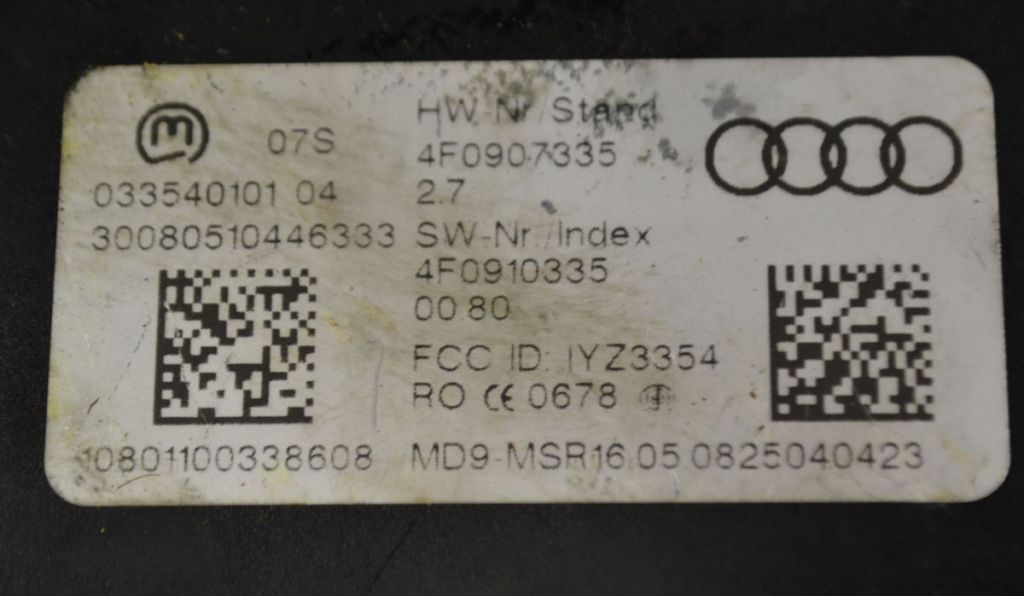 07S
033540101 04
30080510446333
10801100338608
HW-Nr./Stand
4F0907335
2.7
SW-Nr./Index
4F0910335
00 80
FCC ID: IYZ3354
RO CE 0678
MD9-MSR16.05 0825040423